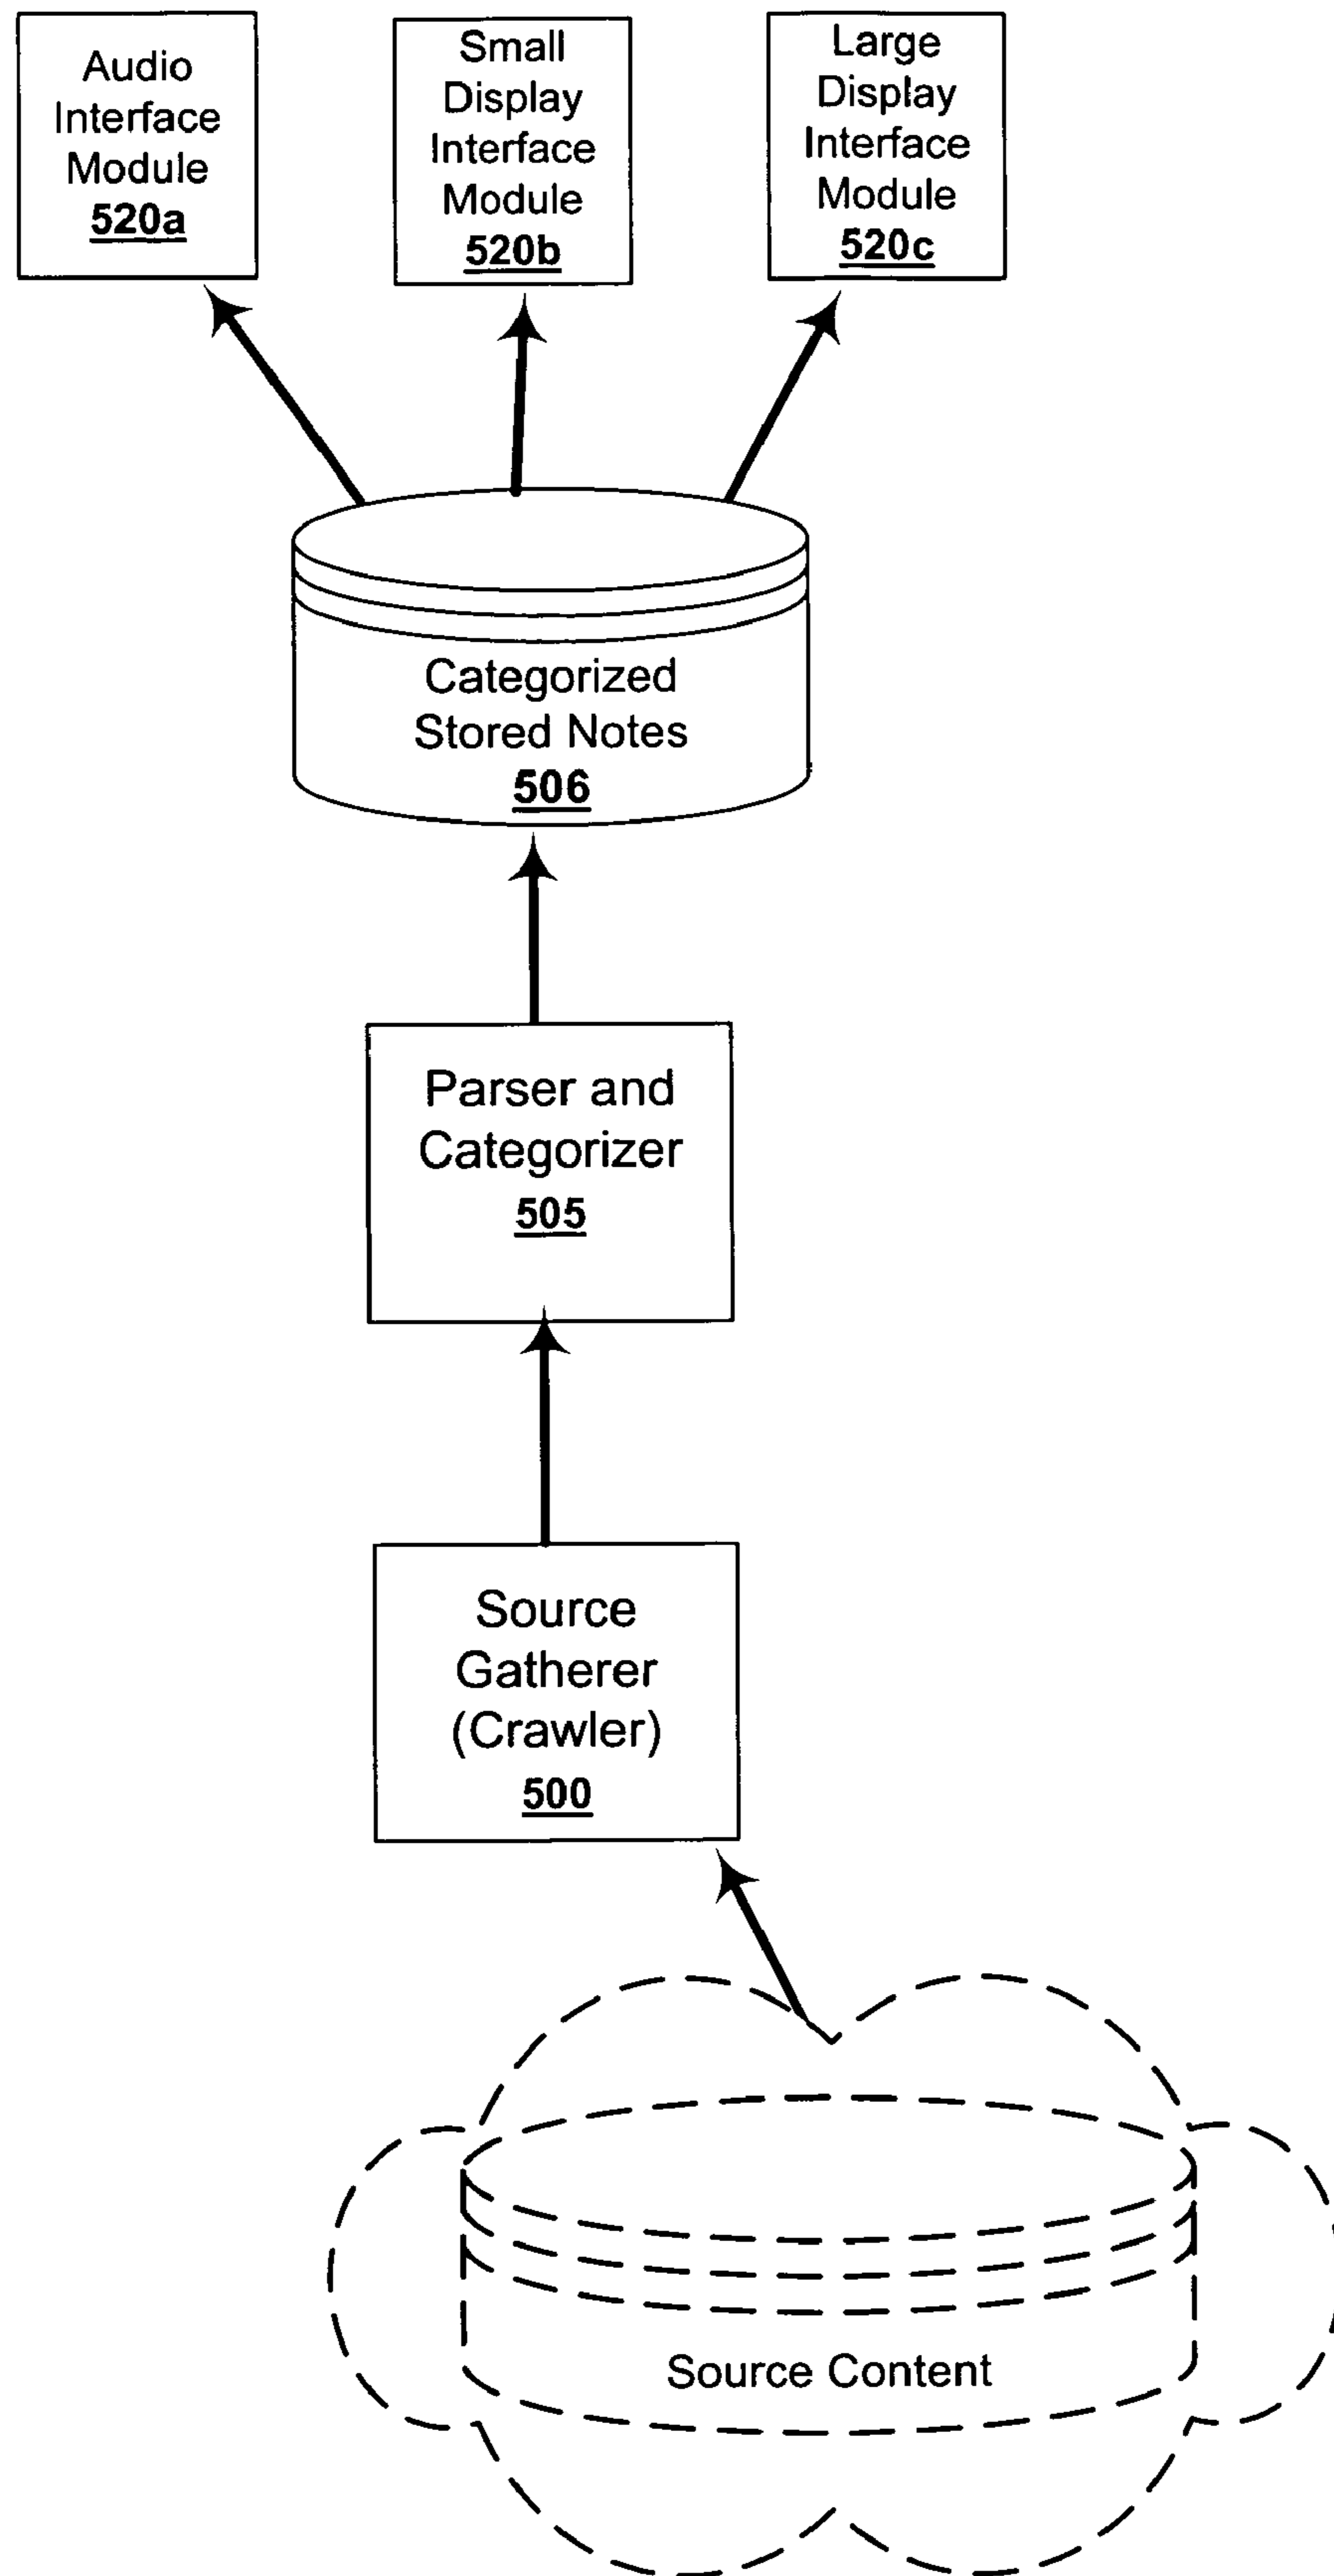 Audio
Interface
Module
520a
Small
Display
Interface
Module
520b
Large
Display
Interface
Module
520c
Categorized
Stored Notes
506
Parser and
Categorizer
505
Source
Gatherer
(Crawler)
500
Source Content